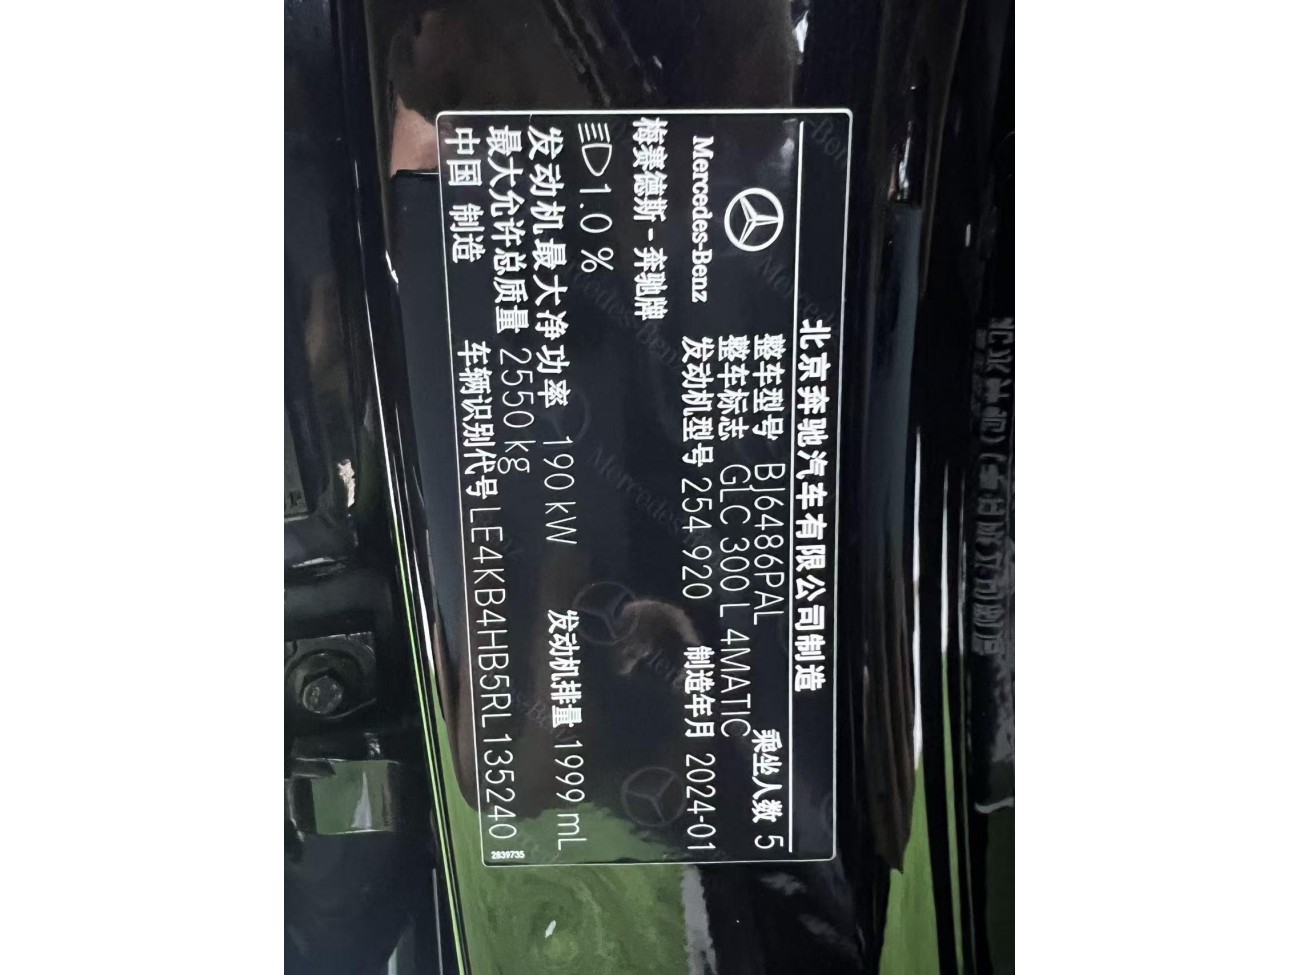 北京奔驰汽车有限公司制造
Mercedes-Benz
梅赛德斯-奔驰牌
整车型号 BJ6486PAL 乘坐人数 5
整车标志 GLC 300 L 4MATIC
发动机型号 254 920 制造年月 2024-01
1.0 %
发动机最大净功率 190 kW 发动机排量 1999 mL
最大允许总质量 2550 kg
中国 制造 车辆识别代号 LE4KB4HB5RL135240
2839735